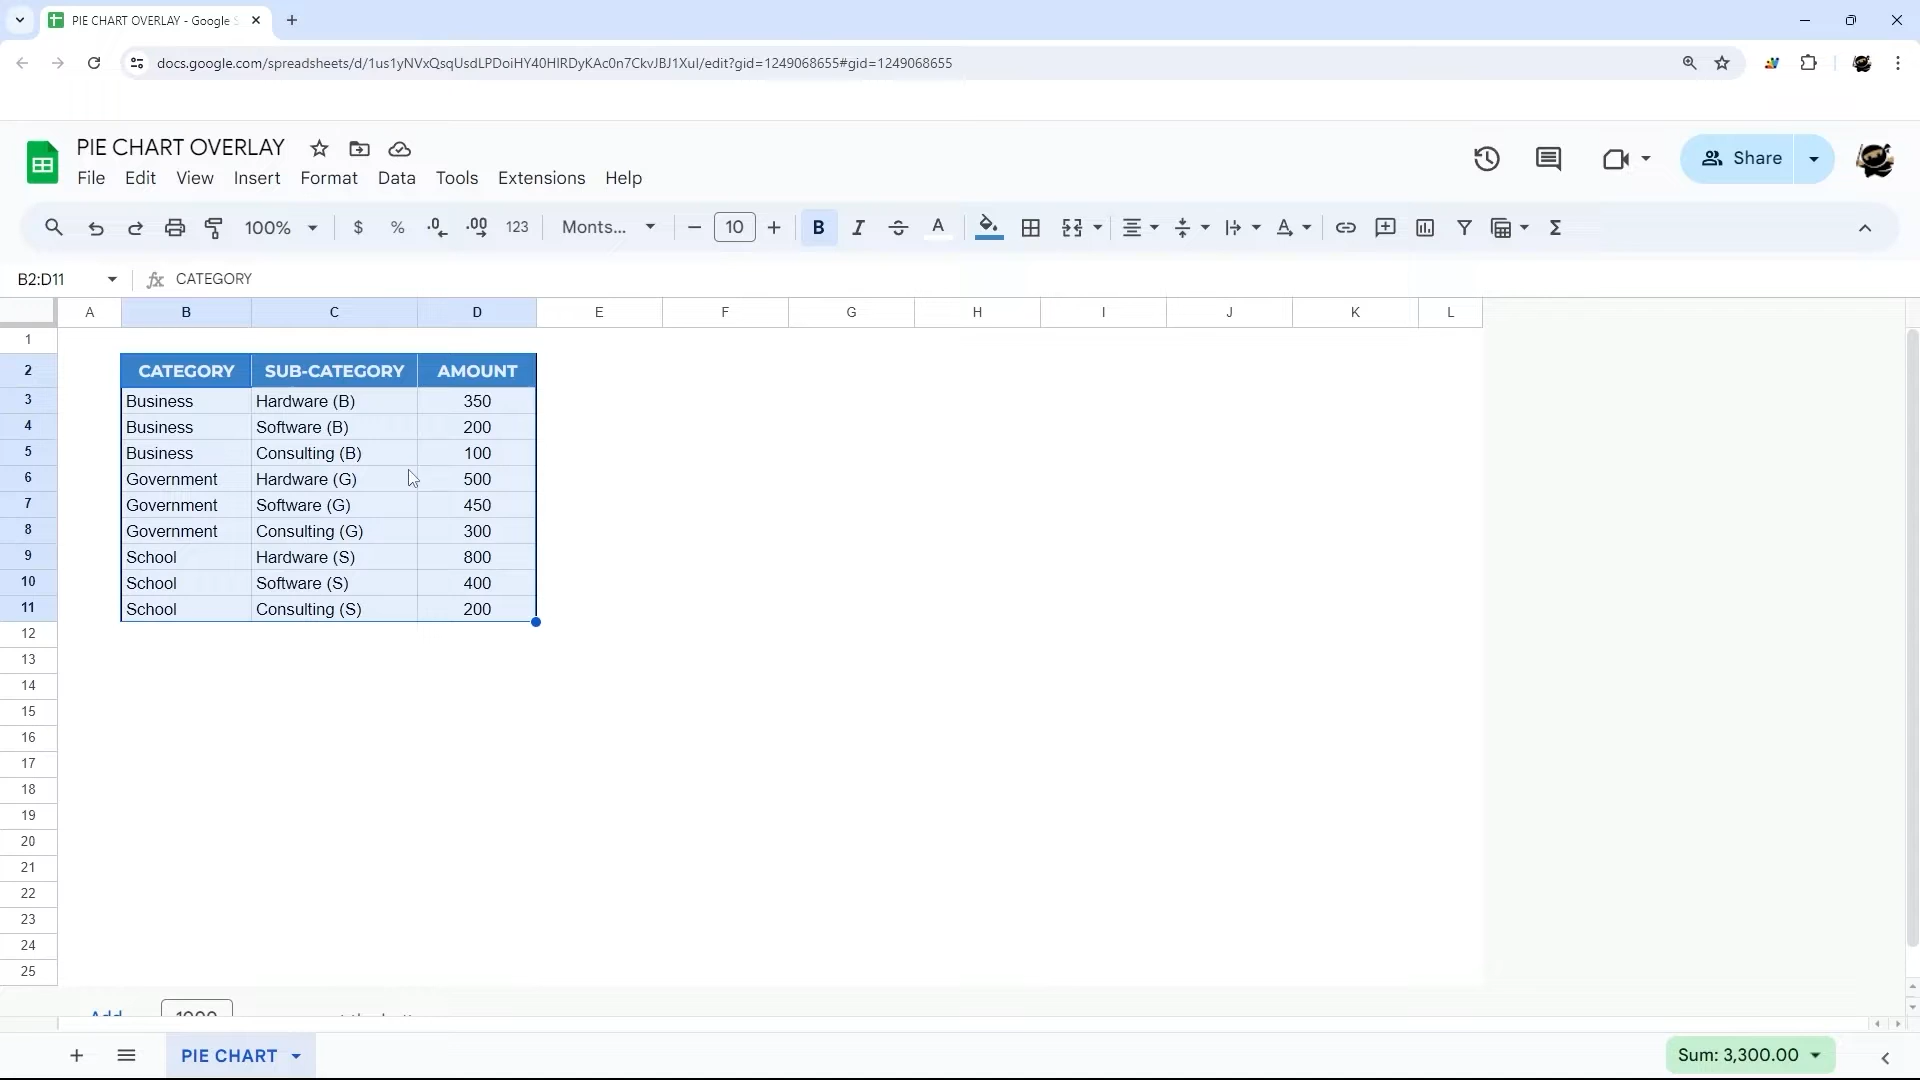 PIE CHART OVERLAY - Google S
docs.google.com/spreadsheets/d/1us1yNVxQsqUsdLPDoiHY40HIRDyKAc0n7CkvJBJ1XuI/edit?gid=1249068655#gid=1249068655
PIE CHART OVERLAY
File Edit View Insert Format Data Tools Extensions Help
Share
100% $ % .0 .00 123 Monts... 10 B I S A
B2:D11 fx CATEGORY
A B C D E F G H I J K L
1
2 CATEGORY SUB-CATEGORY AMOUNT
3 Business Hardware (B) 350
4 Business Software (B) 200
5 Business Consulting (B) 100
6 Government Hardware (G) 500
7 Government Software (G) 450
8 Government Consulting (G) 300
9 School Hardware (S) 800
10 School Software (S) 400
11 School Consulting (S) 200
12
13
14
15
16
17
18
19
20
21
22
23
24
25
Add 1000
PIE CHART
Sum: 3,300.00